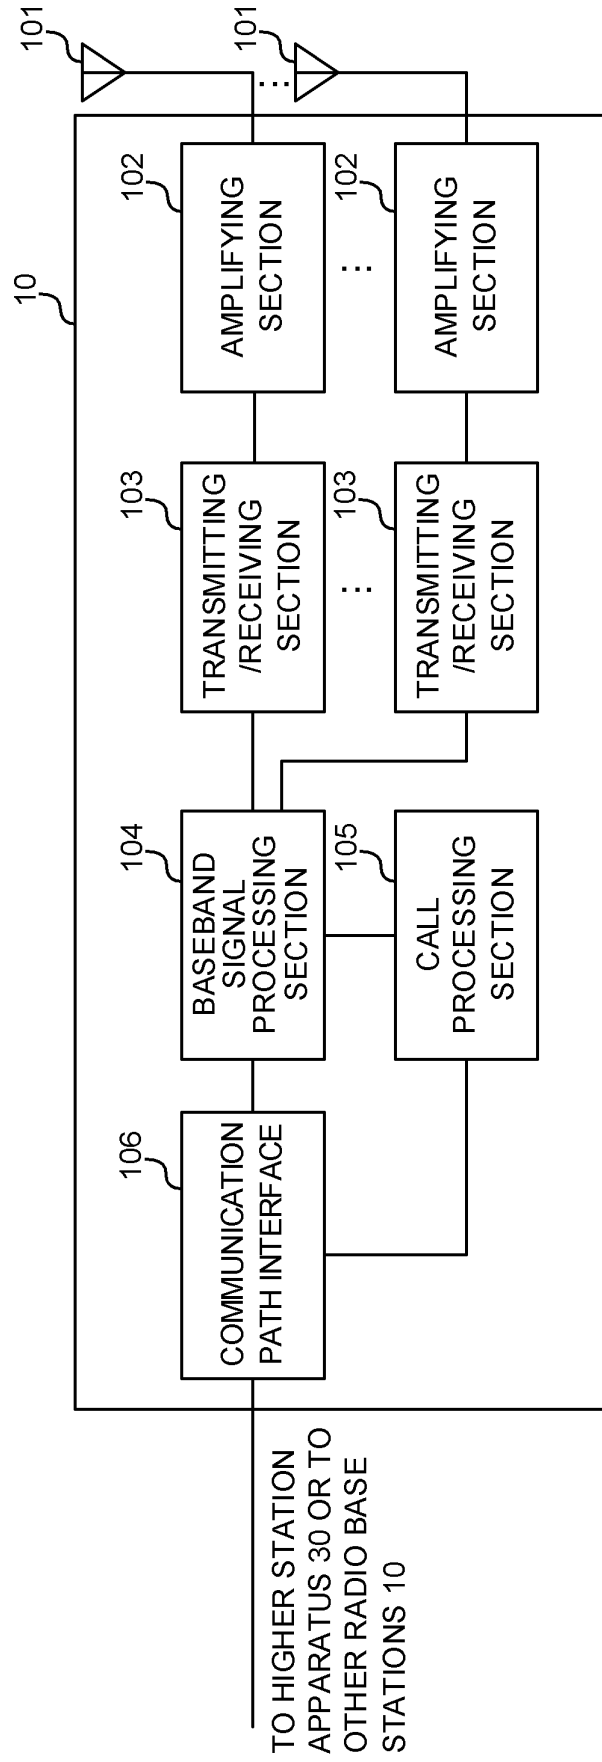 10
101
101
102
AMPLIFYING
SECTION
103
TRANSMITTING
/RECEIVING
SECTION
104
BASEBAND
SIGNAL
PROCESSING
SECTION
106
COMMUNICATION
PATH INTERFACE
...
...
...
102
AMPLIFYING
SECTION
103
TRANSMITTING
/RECEIVING
SECTION
105
CALL
PROCESSING
SECTION
TO HIGHER STATION
APPARATUS 30 OR TO
OTHER RADIO BASE
STATIONS 10